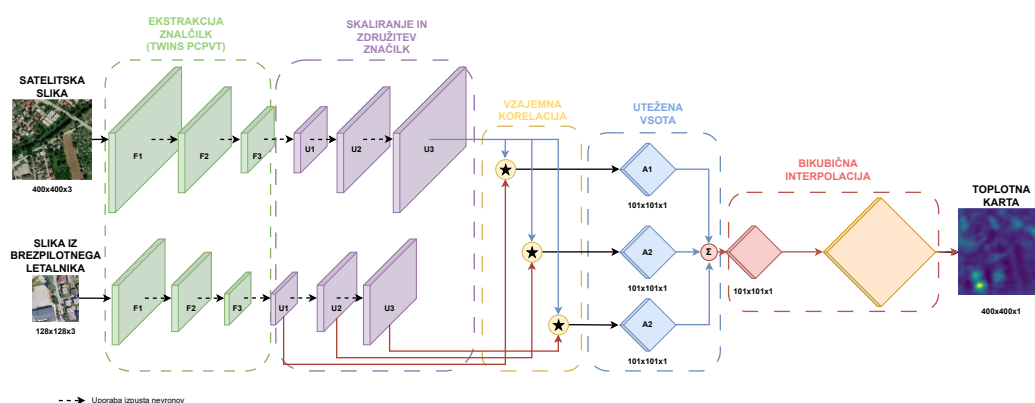 EKSTRAKCIJA
ZNALČILK
(TWINS PCPVT)
SKALIRANJE IN
ZDRUŽITEV
ZNAČILK
SATELITSKA
SLIKA
400x400x3
F1
F2
F3
U1
U2
U3
VZAJEMNA
KORELACIJA
UTEŽENA
VSOTA
A1
101x101x1
A2
101x101x1
A2
101x101x1
Σ
BIKUBIČNA
INTERPOLACIJA
101x101x1
TOPLOTNA
KARTA
400x400x1
SLIKA IZ
BREZPILOTNEGA
LETALNIKA
128x128x3
F1
F2
F3
U1
U2
U3
Uporaba izpusta nevronov